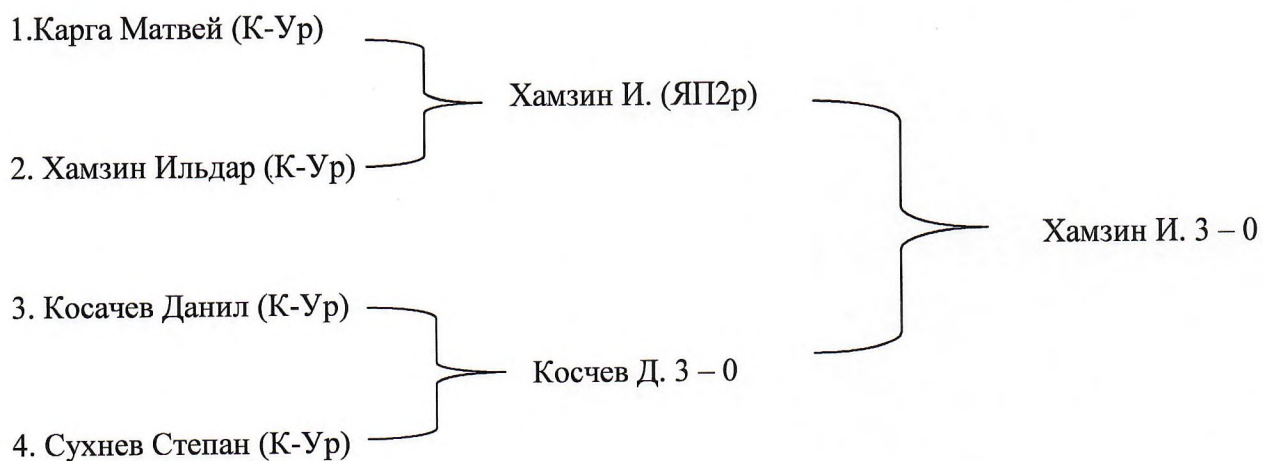 1.Карга Матвей (К-Ур)
Хамзин И. (ЯП2р)
2. Хамзин Ильдар (К-Ур)
Хамзин И. 3 – 0
3. Косачев Данил (К-Ур)
Косчев Д. 3 – 0
4. Сухнев Степан (К-Ур)